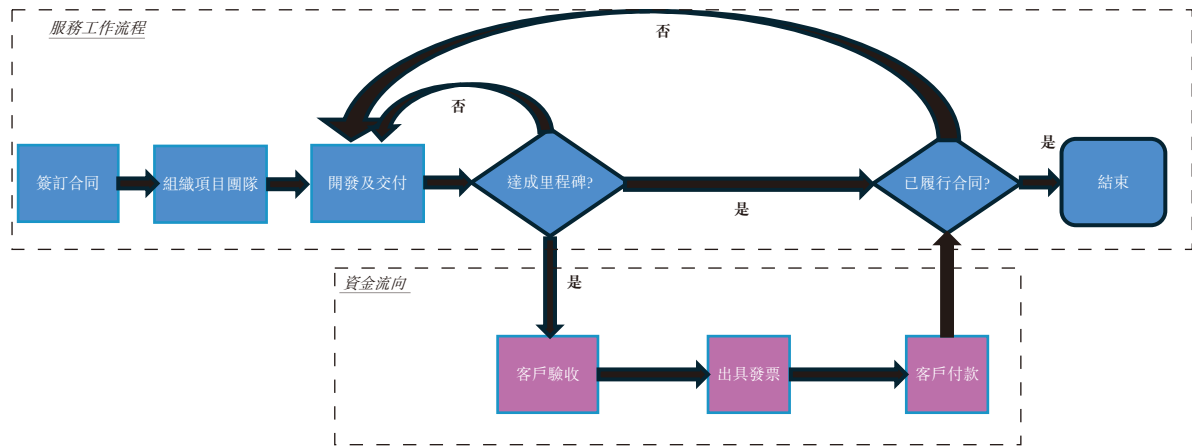 服務工作流程
否
否
簽訂合同
組織項目團隊
開發及交付
達成里程碑?
是
已履行合同?
是
結束
資金流向
是
客戶驗收
出具發票
客戶付款